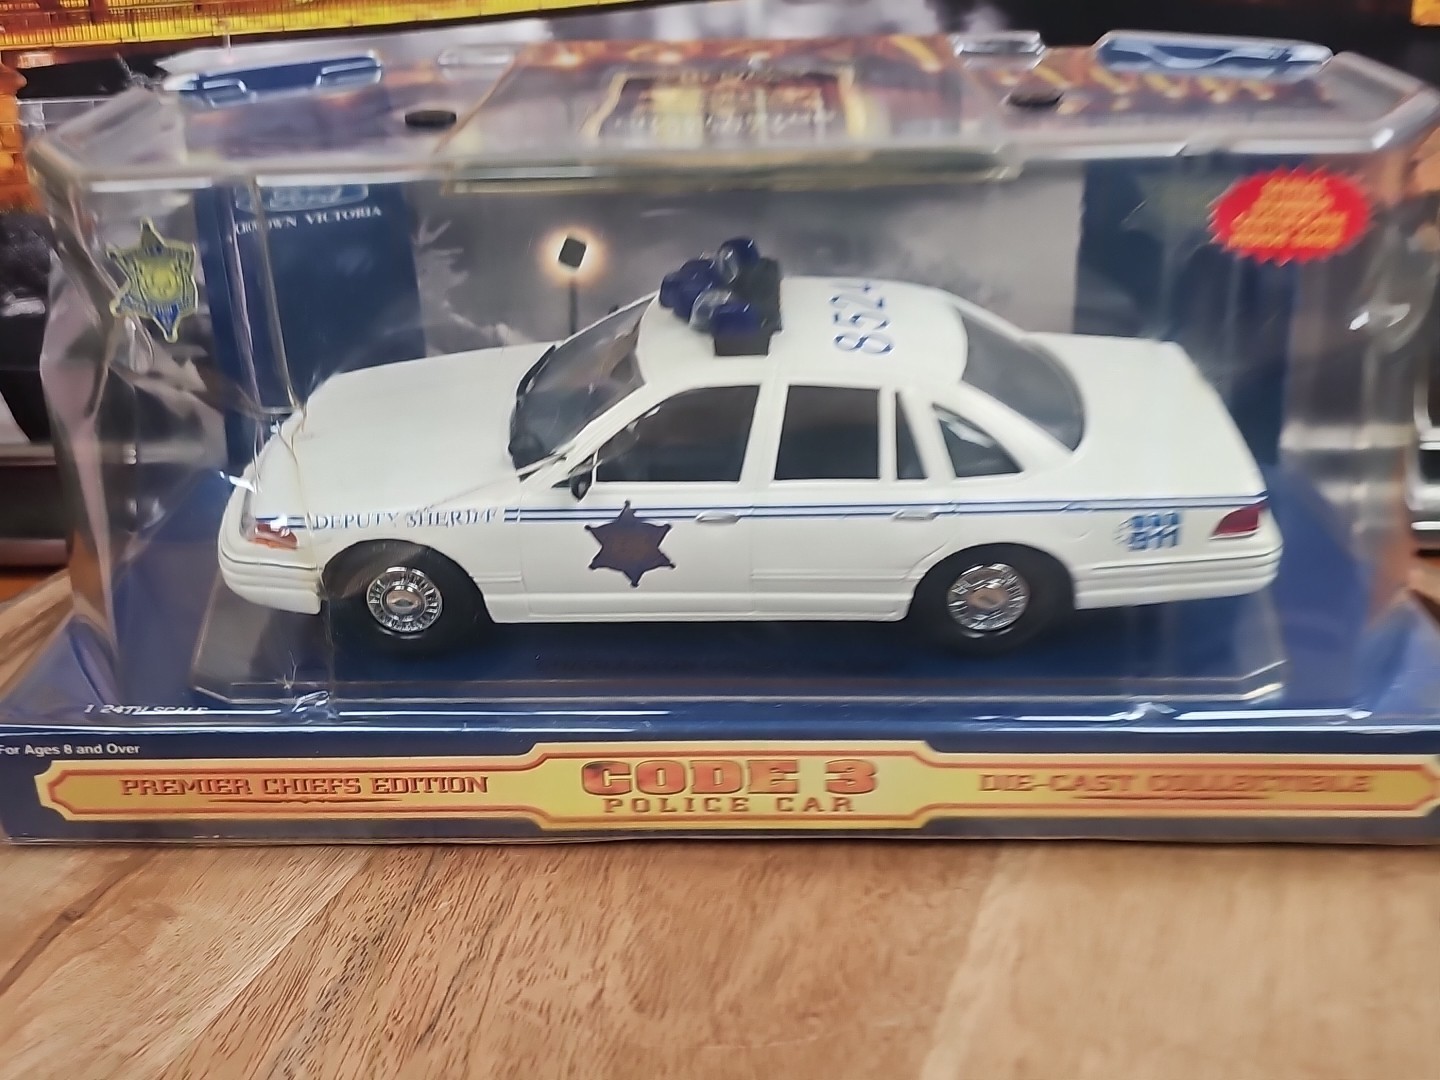 CROWN VICTORIA
852
DEPUTY SHERIFF
911
1 24TH SCALE
For Ages 8 and Over
PREMIER CHIEFS EDITION
CODE 3
POLICE CAR
DIE-CAST COLLECTIBLE